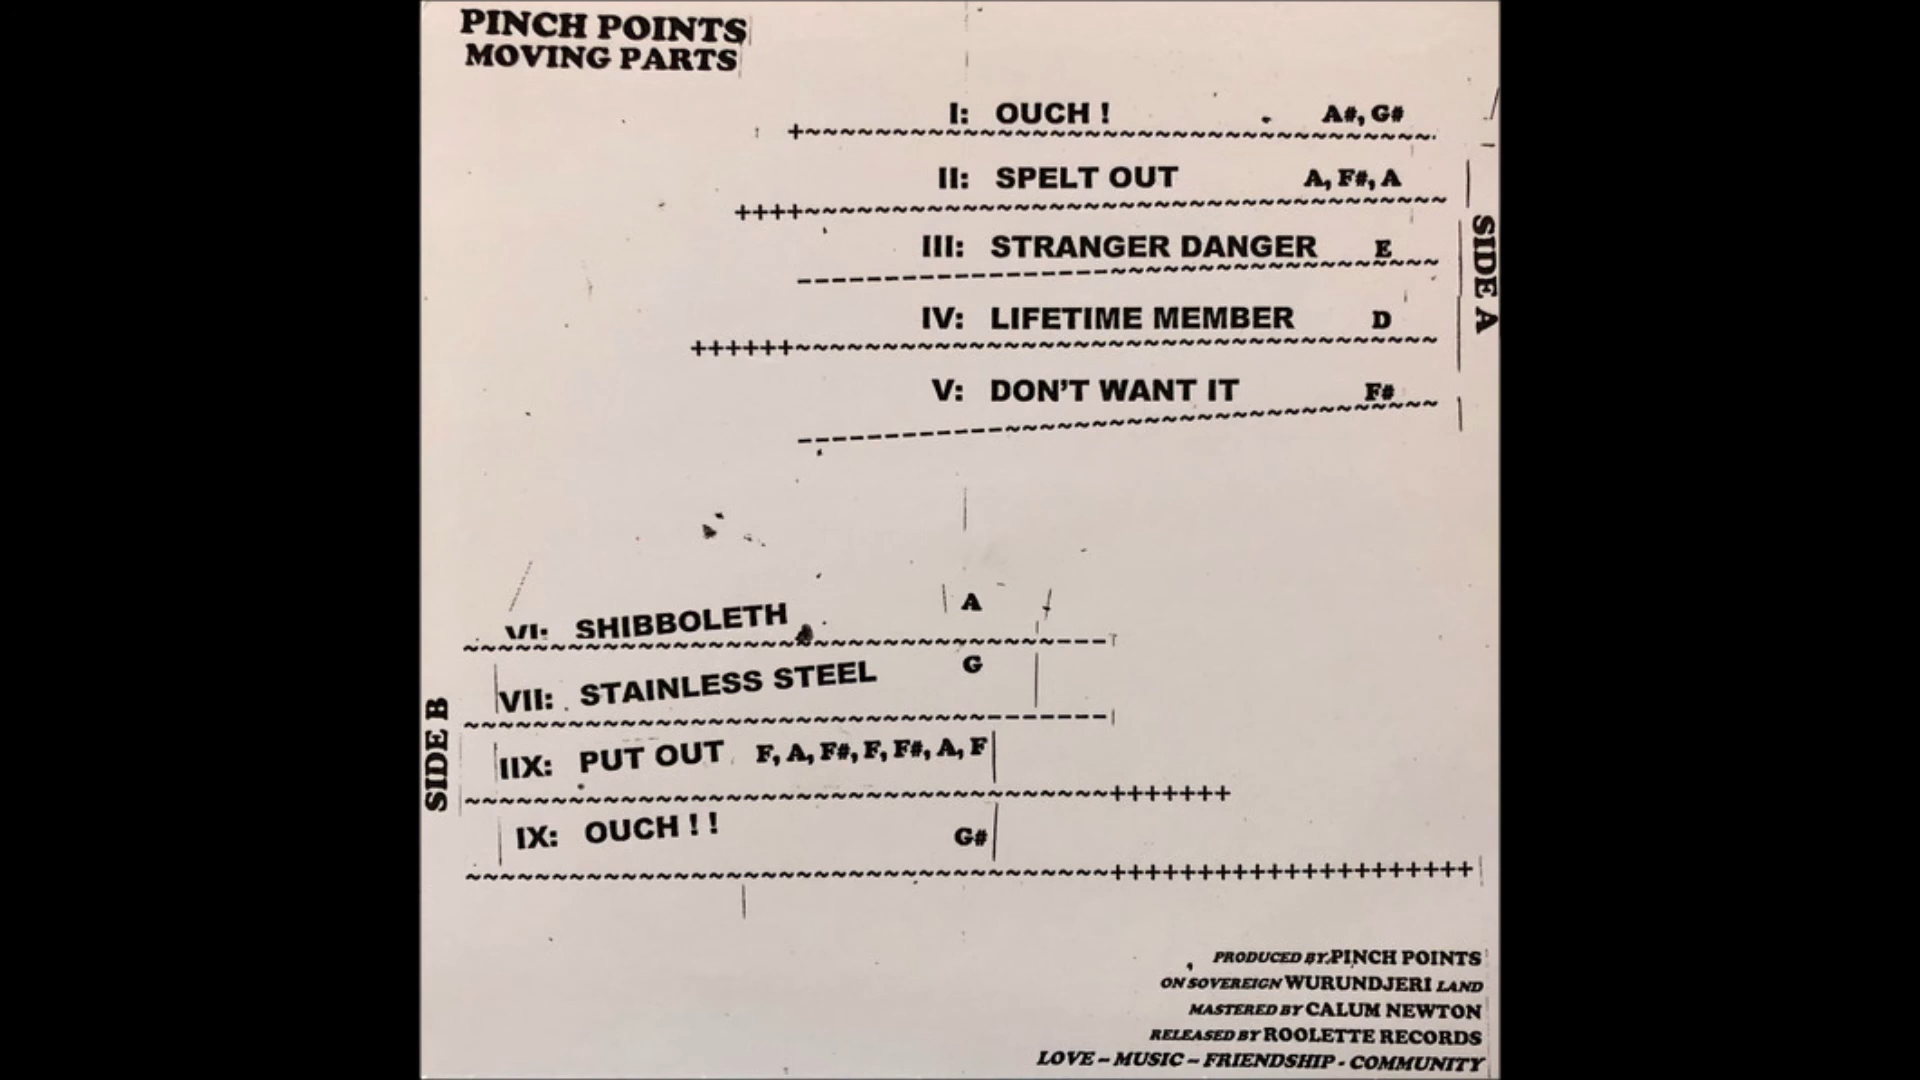 PINCH POINTS
MOVING PARTS
I: OUCH ! A#, G#
II: SPELT OUT A, F#, A
III: STRANGER DANGER E
IV: LIFETIME MEMBER D
V: DON'T WANT IT F#
SIDE A
VI: SHIBBOLETH A
VII: STAINLESS STEEL G
IIX: PUT OUT F, A, F#, F, F#, A, F
IX: OUCH ! ! G#
SIDE B
PRODUCED BY PINCH POINTS
ON SOVEREIGN WURUNDJERI LAND
MASTERED BY CALUM NEWTON
RELEASED BY ROOLETTE RECORDS
LOVE – MUSIC – FRIENDSHIP - COMMUNITY